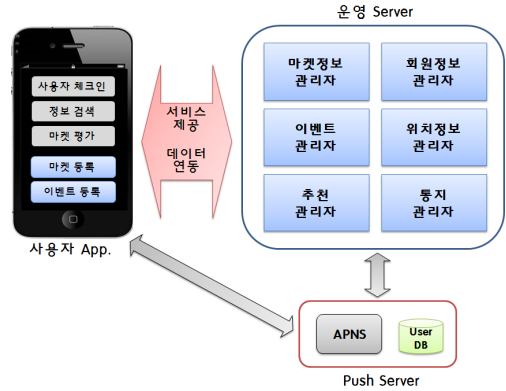 운영 Server
사용자 체크인
정보 검색
마켓 평가
마켓 등록
이벤트 등록
사용자 App.
서비스
제공
데이터
연동
마켓정보
관리자
회원정보
관리자
이벤트
관리자
위치정보
관리자
추천
관리자
통지
관리자
APNS
User
DB
Push Server